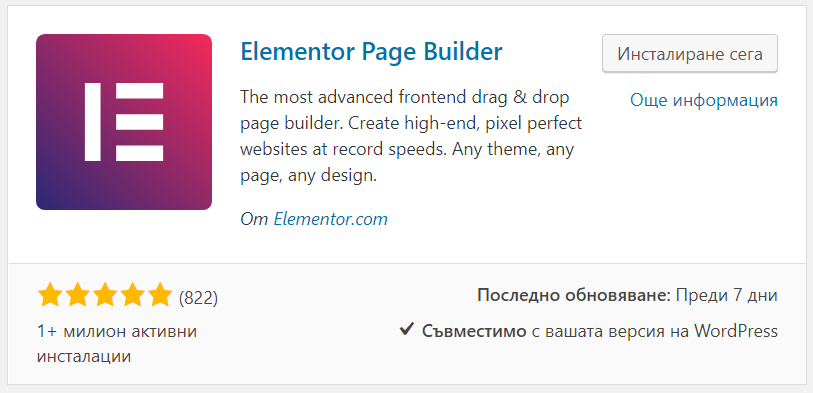 Elementor Page Builder
The most advanced frontend drag & drop
page builder. Create high-end, pixel perfect
websites at record speeds. Any theme, any
page, any design.
От Elementor.com
Инсталиране сега
Още информация
(822)
1+ милион активни
инсталации
Последно обновяване: Преди 7 дни
Съвместимо с вашата версия на WordPress